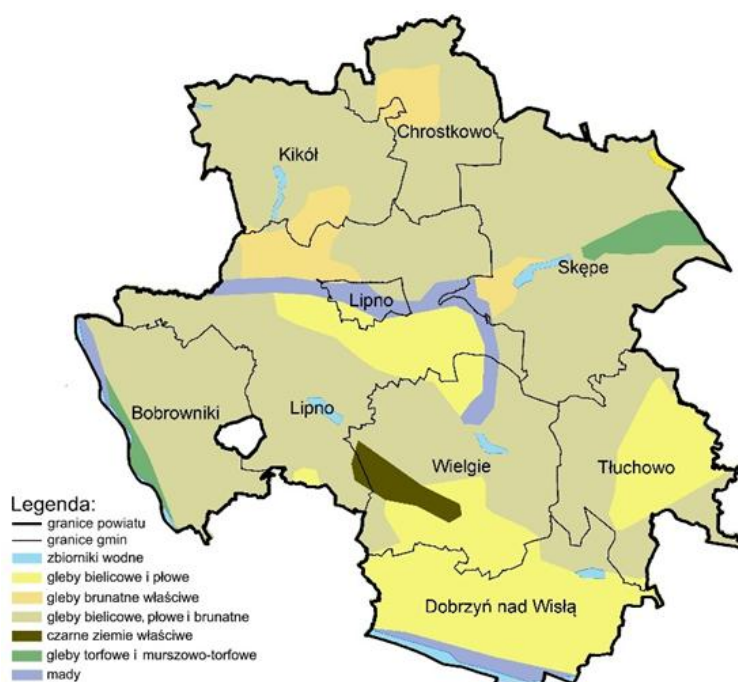 Chrostkowo
Kikół
Skępe
Lipno
Bobrowniki
Lipno
Wielgie
Tłuchowo
Dobrzyń nad Wisłą
Legenda:
granice powiatu
granice gmin
zbiorniki wodne
gleby bielicowe i płowe
gleby brunatne właściwe
gleby bielicowe, płowe i brunatne
czarne ziemie właściwe
gleby torfowe i murszowo-torfowe
mady